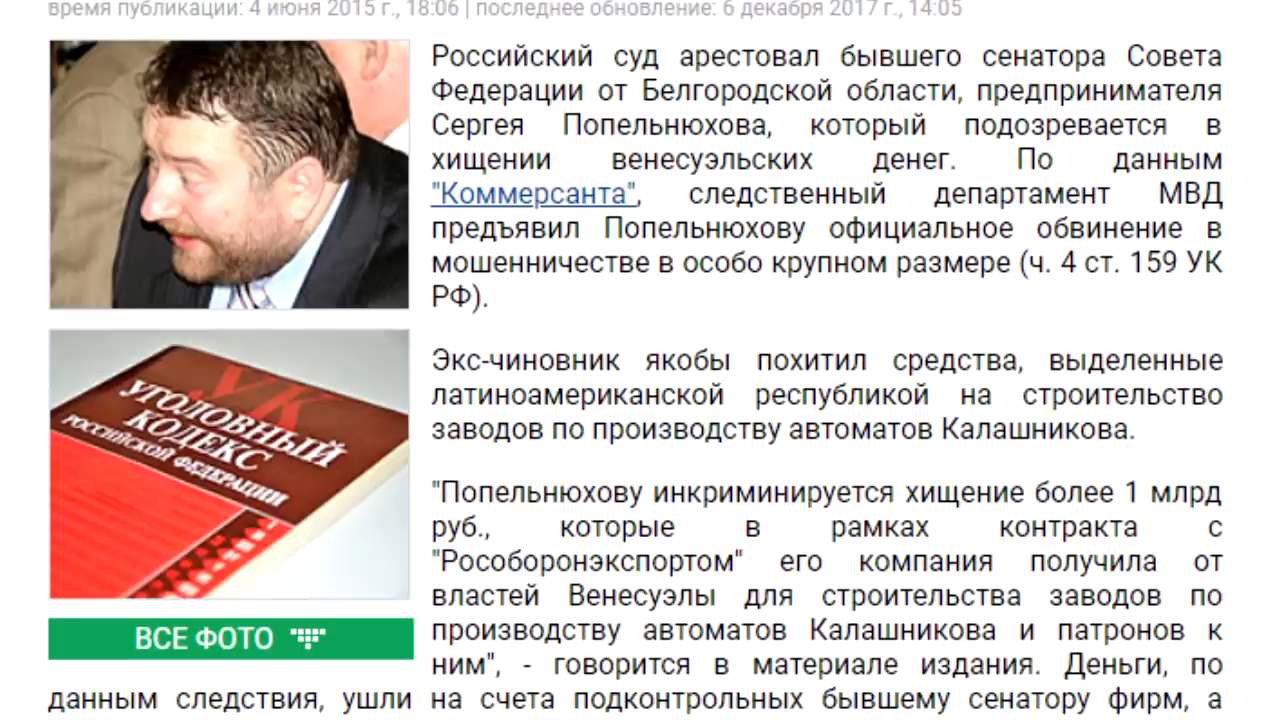 время публикации: 4 июня 2015 г., 18:06 | последнее обновление: 6 декабря 2017 г., 14:05
Российский суд арестовал бывшего сенатора Совета
Федерации от Белгородской области, предпринимателя
Сергея Попельнюхова, который подозревается в
хищении венесуэльских денег. По данным
"Коммерсанта", следственный департамент МВД
предъявил Попельнюхову официальное обвинение в
мошенничестве в особо крупном размере (ч. 4 ст. 159 УК
РФ).
УК
УГОЛОВНЫЙ
КОДЕКС
РОССИЙСКОЙ ФЕДЕРАЦИИ
Экс-чиновник якобы похитил средства, выделенные
латиноамериканской республикой на строительство
заводов по производству автоматов Калашникова.
"Попельнюхову инкриминируется хищение более 1 млрд
руб., которые в рамках контракта с
"Рособоронэкспортом" его компания получила от
властей Венесуэлы для строительства заводов по
производству автоматов Калашникова и патронов к
ВСЕ ФОТО
ним", - говорится в материале издания. Деньги, по
данным следствия, ушли на счета подконтрольных бывшему сенатору фирм, а